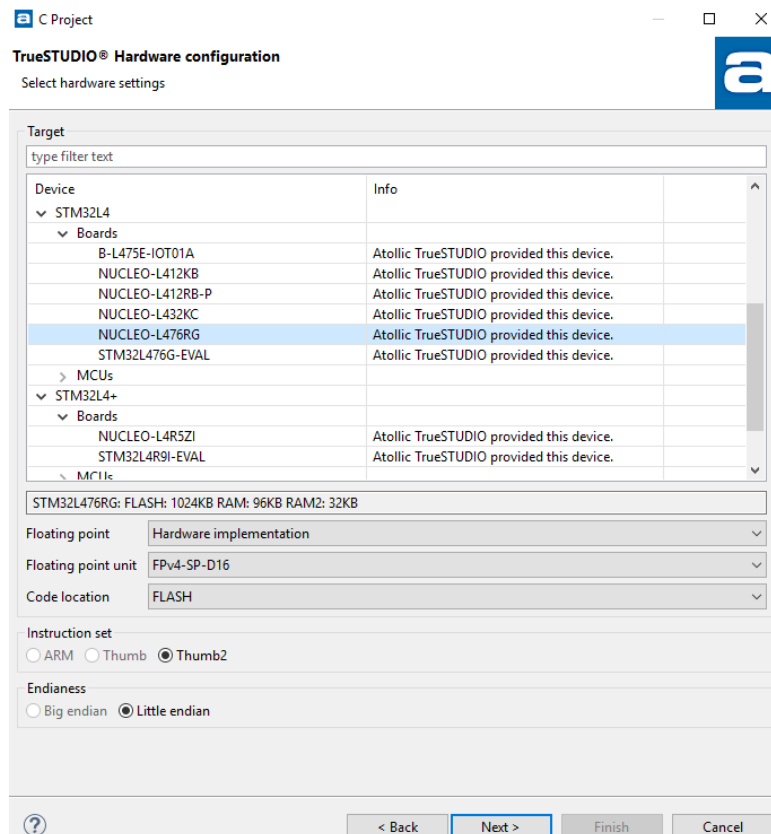 C Project
TrueSTUDIO® Hardware configuration
Select hardware settings
Target
type filter text
Device Info
STM32L4
Boards
B-L475E-IOT01A Atollic TrueSTUDIO provided this device.
NUCLEO-L412KB Atollic TrueSTUDIO provided this device.
NUCLEO-L412RB-P Atollic TrueSTUDIO provided this device.
NUCLEO-L432KC Atollic TrueSTUDIO provided this device.
NUCLEO-L476RG Atollic TrueSTUDIO provided this device.
STM32L476G-EVAL Atollic TrueSTUDIO provided this device.
MCUs
STM32L4+
Boards
NUCLEO-L4R5ZI Atollic TrueSTUDIO provided this device.
STM32L4R9I-EVAL Atollic TrueSTUDIO provided this device.
MCUs
STM32L476RG: FLASH: 1024KB RAM: 96KB RAM2: 32KB
Floating point Hardware implementation
Floating point unit FPv4-SP-D16
Code location FLASH
Instruction set
ARM Thumb Thumb2
Endianess
Big endian Little endian
? < Back Next > Finish Cancel